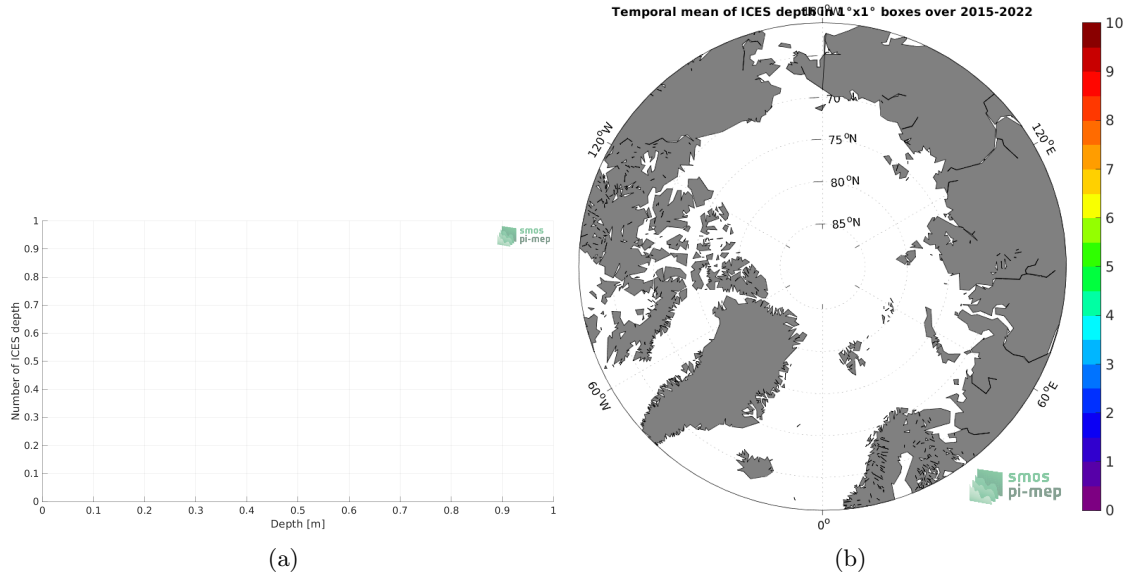 Temporal mean of ICES depth in 1°x1° boxes over 2015-2022
180°W
120°W
120°E
60°W
60°E
0°
70
75°N
80°N
85°N
10
9
8
7
6
5
4
3
2
1
0
smos
pi-mep
1
0.9
0.8
0.7
0.6
0.5
0.4
0.3
0.2
0.1
0
Number of ICES depth
0 0.1 0.2 0.3 0.4 0.5 0.6 0.7 0.8 0.9 1
Depth [m]
smos
pi-mep
(a)
(b)